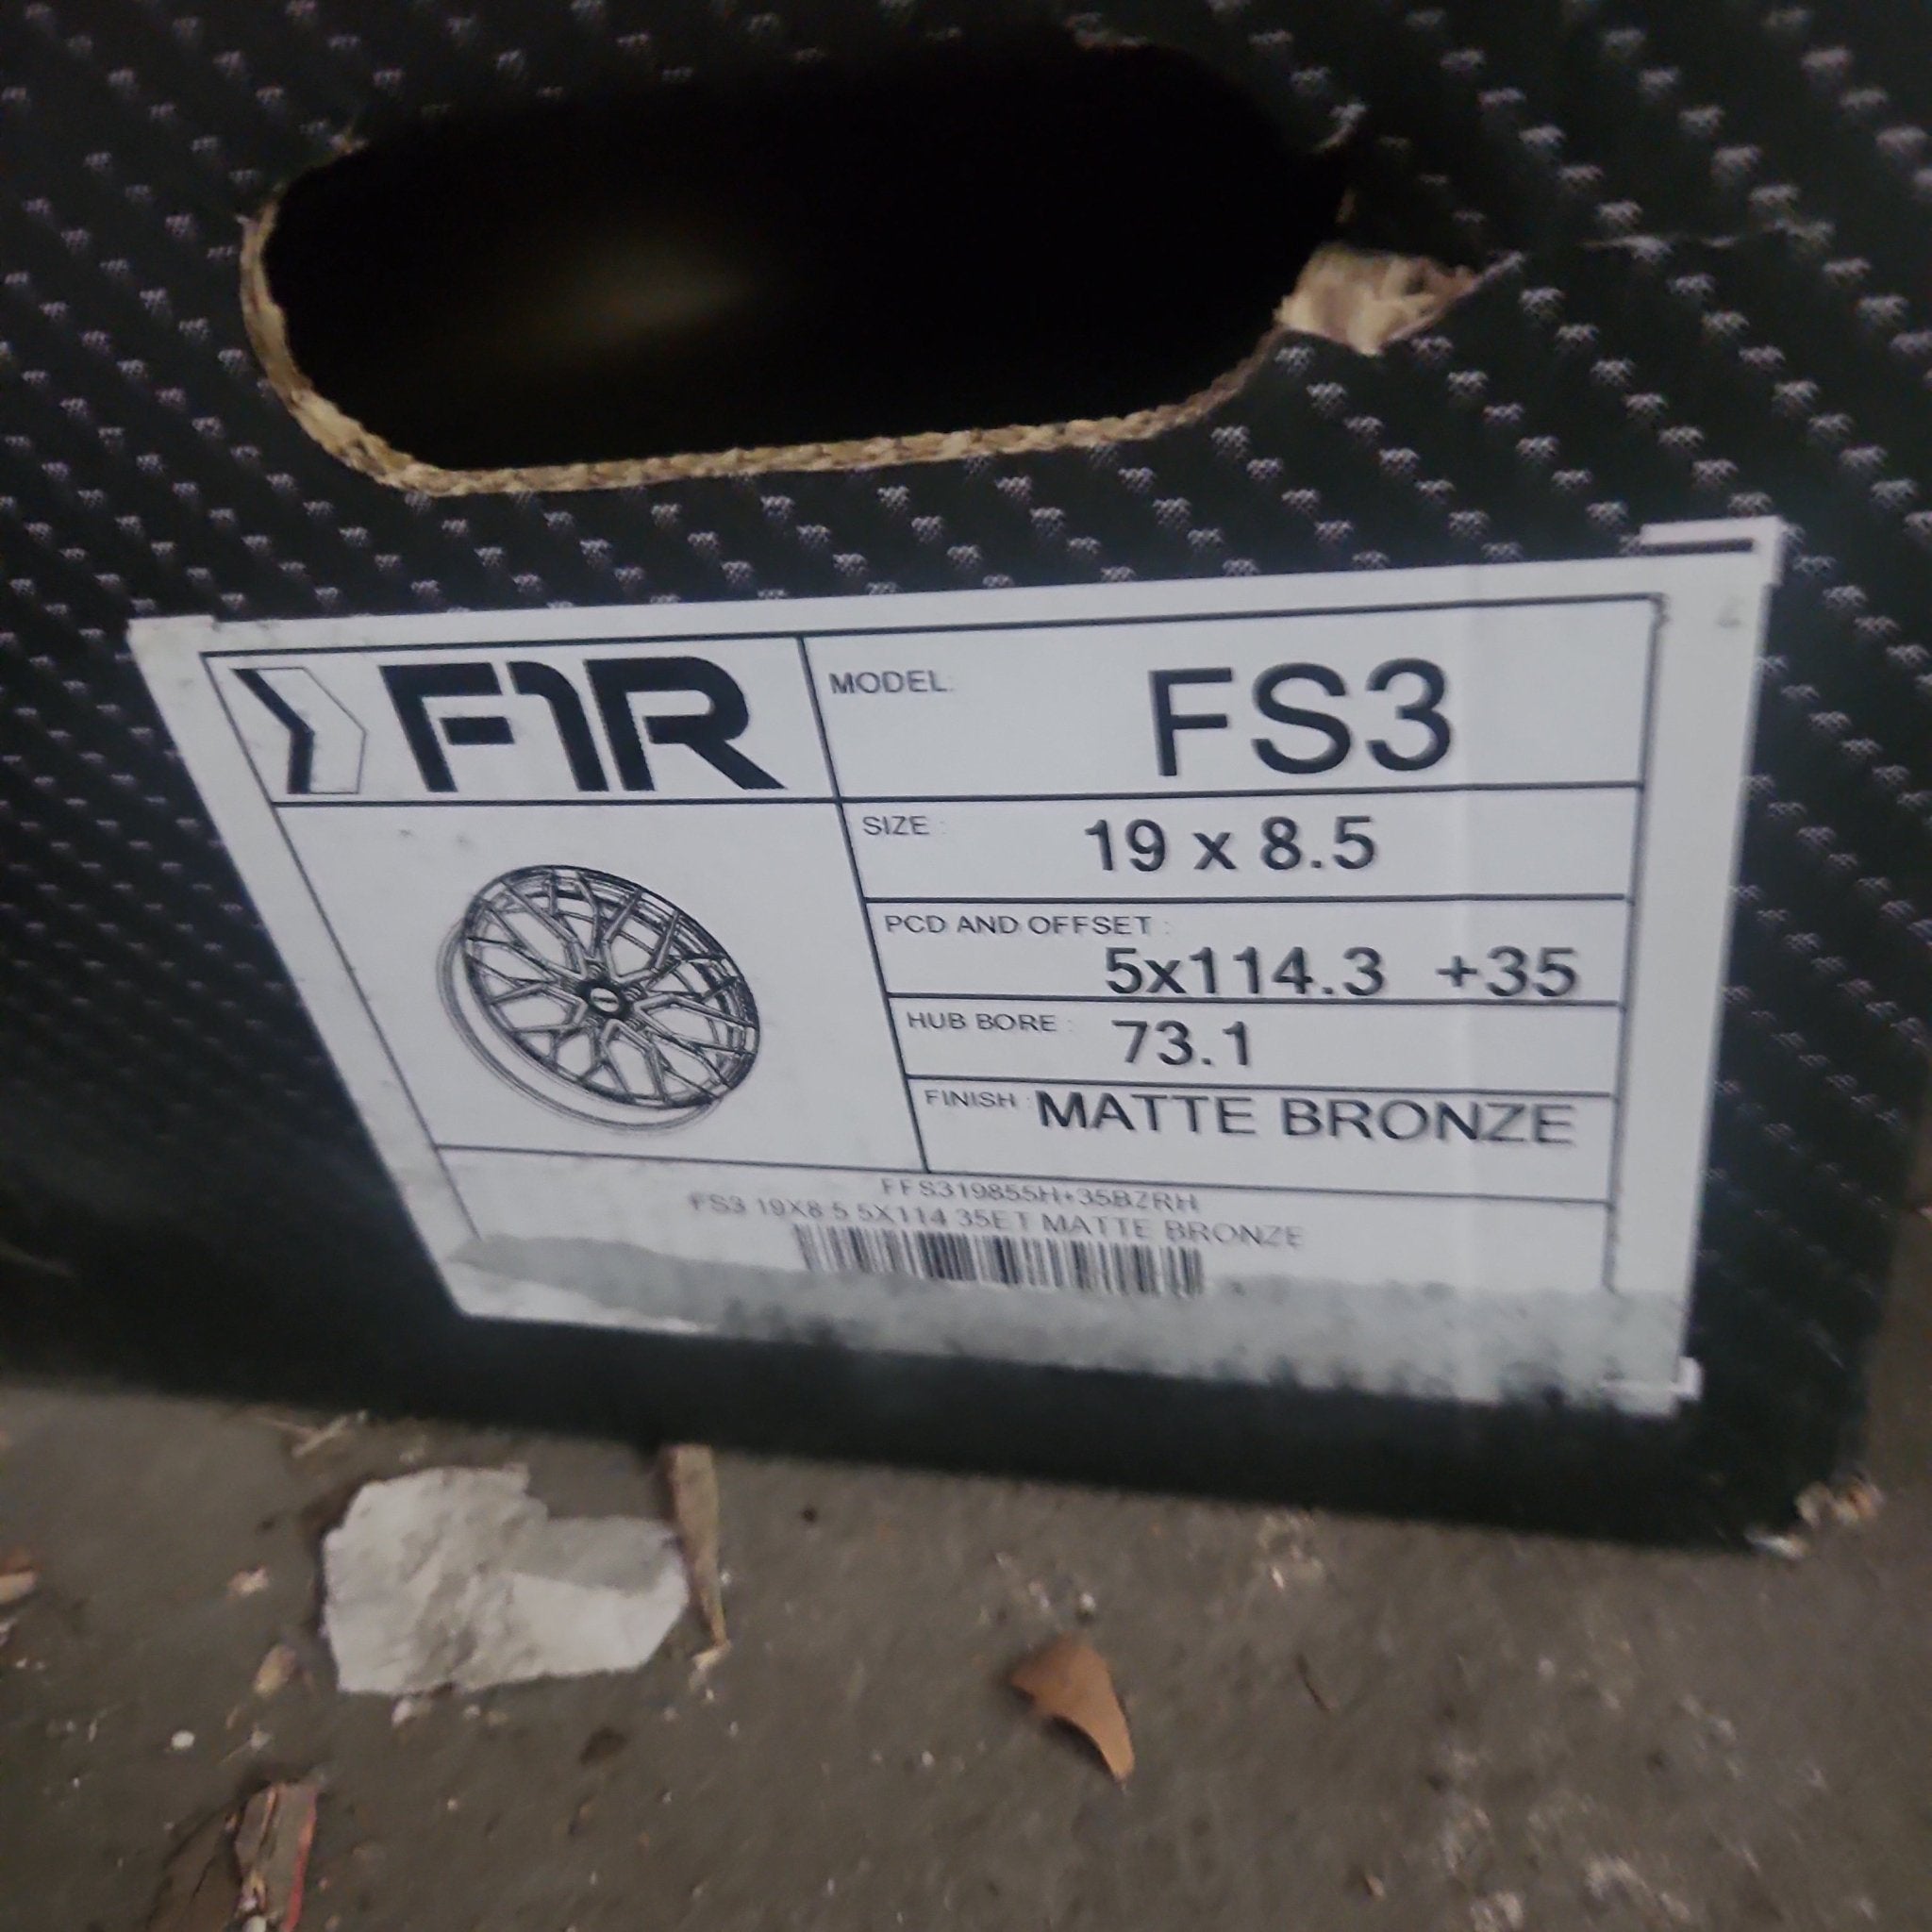 F1R
MODEL: FS3
SIZE : 19 x 8.5
PCD AND OFFSET :
5x114.3 +35
HUB BORE : 73.1
FINISH : MATTE BRONZE
FFS319855H+35BZRH
FS3 19X8.5 5X114 35ET MATTE BRONZE